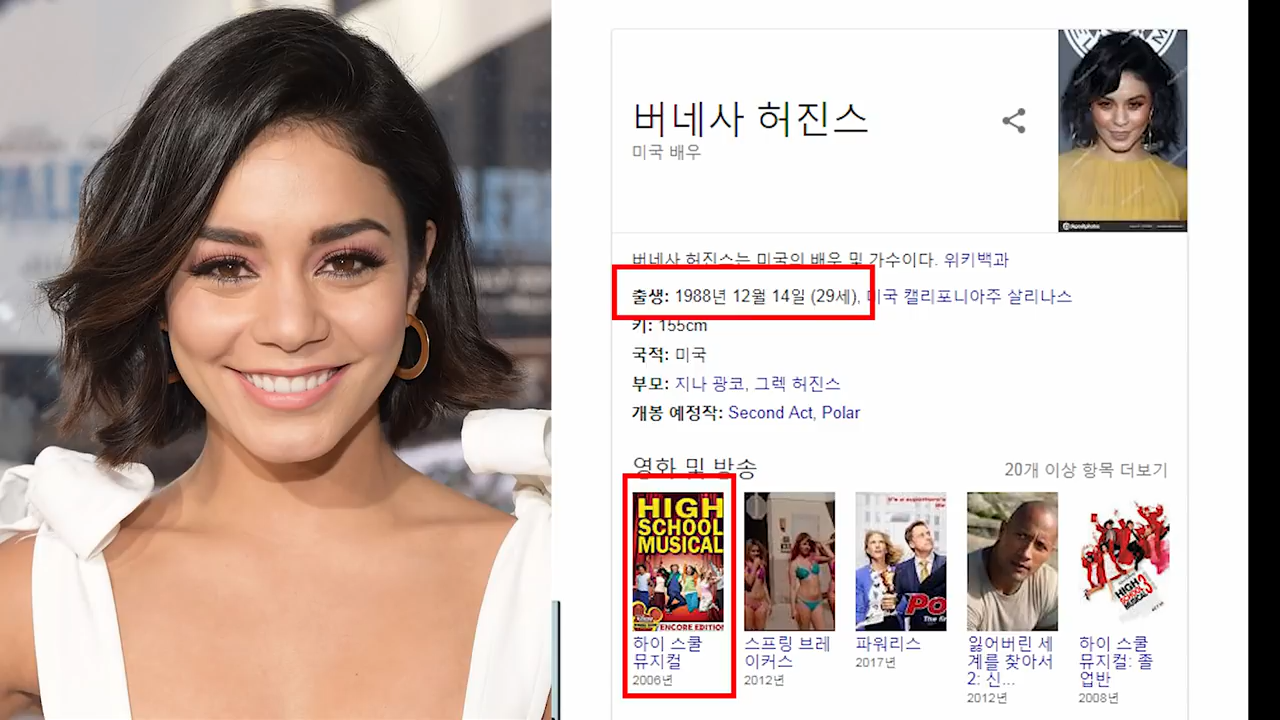 버네사 허진스
미국 배우
버네사 허진스는 미국의 배우 및 가수이다. 위키백과
출생: 1988년 12월 14일 (29세), 미국 캘리포니아주 살리나스
키: 155cm
국적: 미국
부모: 지나 광코, 그렉 허진스
개봉 예정작: Second Act, Polar
영화 및 방송
20개 이상 항목 더보기
HIGH
SCHOOL
MUSICAL
ENCORE EDITION
하이 스쿨
뮤지컬
2006년
스프링 브레
이커스
2012년
파워리스
2017년
잃어버린 세
계를 찾아서
2: 신...
2012년
HIGH
SCHOOL
MUSICAL
3
하이 스쿨
뮤지컬: 졸
업반
2008년